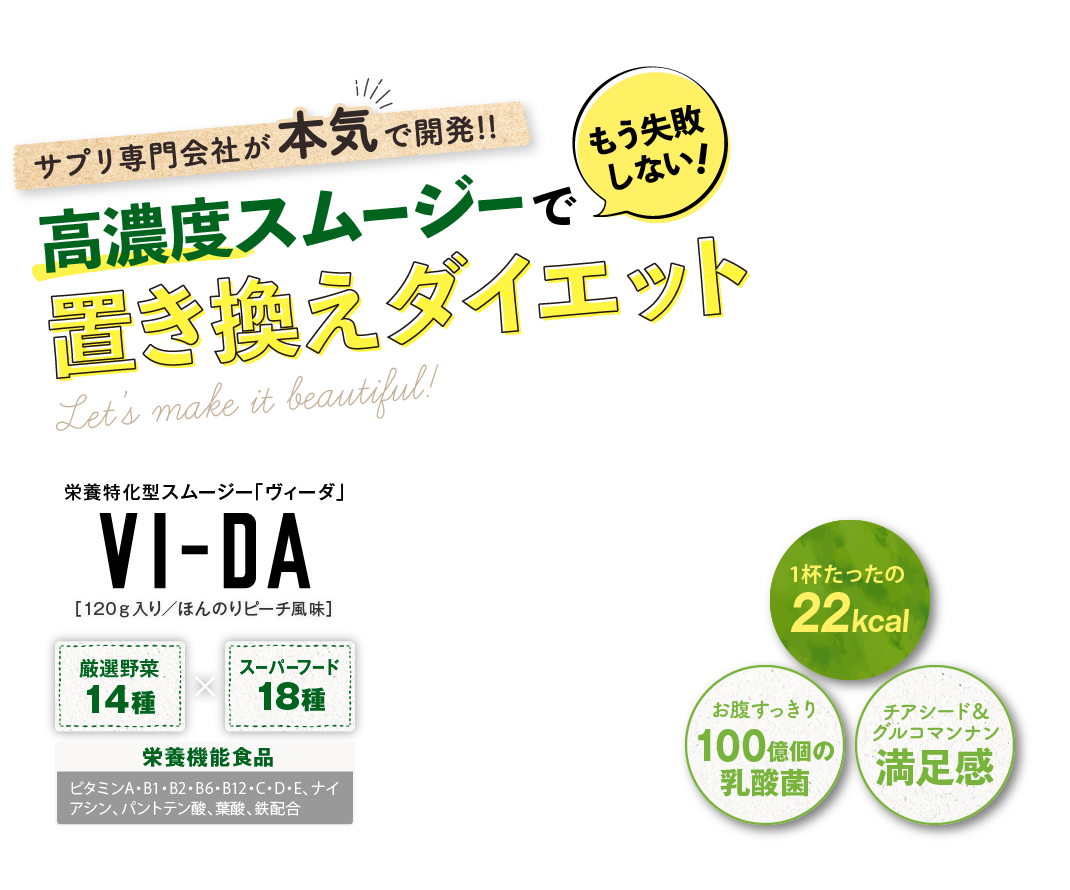 サプリ専門会社が本気で開発!!
もう失敗
しない!
高濃度スムージーで
置き換えダイエット
Let's make it beautiful!
栄養特化型スムージー「ヴィーダ」
VI-DA
[120g入り/ほんのりピーチ風味]
厳選野菜
14種
×
スーパーフード
18種
栄養機能食品
ビタミンA・B1・B2・B6・B12・C・D・E、ナイ
アシン、パントテン酸、葉酸、鉄配合
1杯たったの
22kcal
お腹すっきり
100億個の
乳酸菌
チアシード&
グルコマンナン
満足感